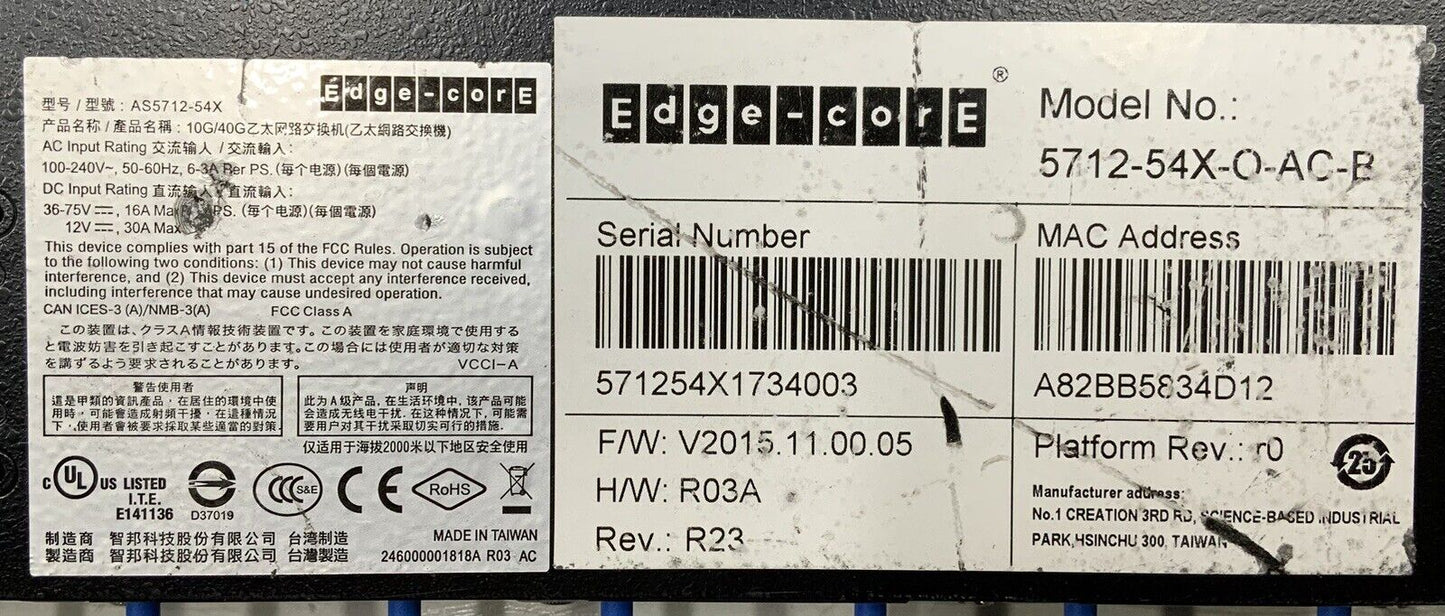 Edge-corE
型号 / 型號: AS5712-54X
产品名称 / 產品名稱: 10G/40G乙太网路交换机(乙太網路交換機)
AC Input Rating 交流输入 / 交流輸入:
100-240V~, 50-60Hz, 6-3A Per PS. (每个电源) (每個電源)
DC Input Rating 直流输入 / 直流輸入:
36-75V⎓, 16A Max PS. (每个电源) (每個電源)
12V⎓, 30A Max
This device complies with part 15 of the FCC Rules. Operation is subject
to the following two conditions: (1) This device may not cause harmful
interference, and (2) This device must accept any interference received,
including interference that may cause undesired operation.
CAN ICES-3 (A)/NMB-3(A) FCC Class A
この装置は、クラスA情報技術装置です。この装置を家庭環境で使用する
と電波妨害を引き起こすことがあります。この場合には使用者が適切な対策
を講ずるよう要求されることがあります。 VCCI-A
警告使用者
這是甲類的資訊產品，在居住的環境中使
用時，可能會造成射頻干擾，在這種情況
下，使用者會被要求採取某些適當的對策
声明
此为 A 级产品，在生活环境中，该产品可能
会造成无线电干扰。在这种情况下，可能需
要用户对其干扰采取切实可行的措施。
仅适用于海拔2000米以下地区安全使用
c UL US LISTED
I.T.E.
E141136
D37019
CCC S&E
CE
RoHS
制造商 智邦科技股份有限公司 台湾制造
製造商 智邦科技股份有限公司 台灣製造
MADE IN TAIWAN
246000001818A R03 AC
Edge-corE ®
Model No.:
5712-54X-O-AC-B
Serial Number
571254X1734003
MAC Address
A82BB5834D12
F/W: V2015.11.00.05
H/W: R03A
Rev.: R23
Platform Rev.: r0
25
Manufacturer address:
No.1 CREATION 3RD RD, SCIENCE-BASED INDUSTRIAL
PARK,HSINCHU 300, TAIWAN